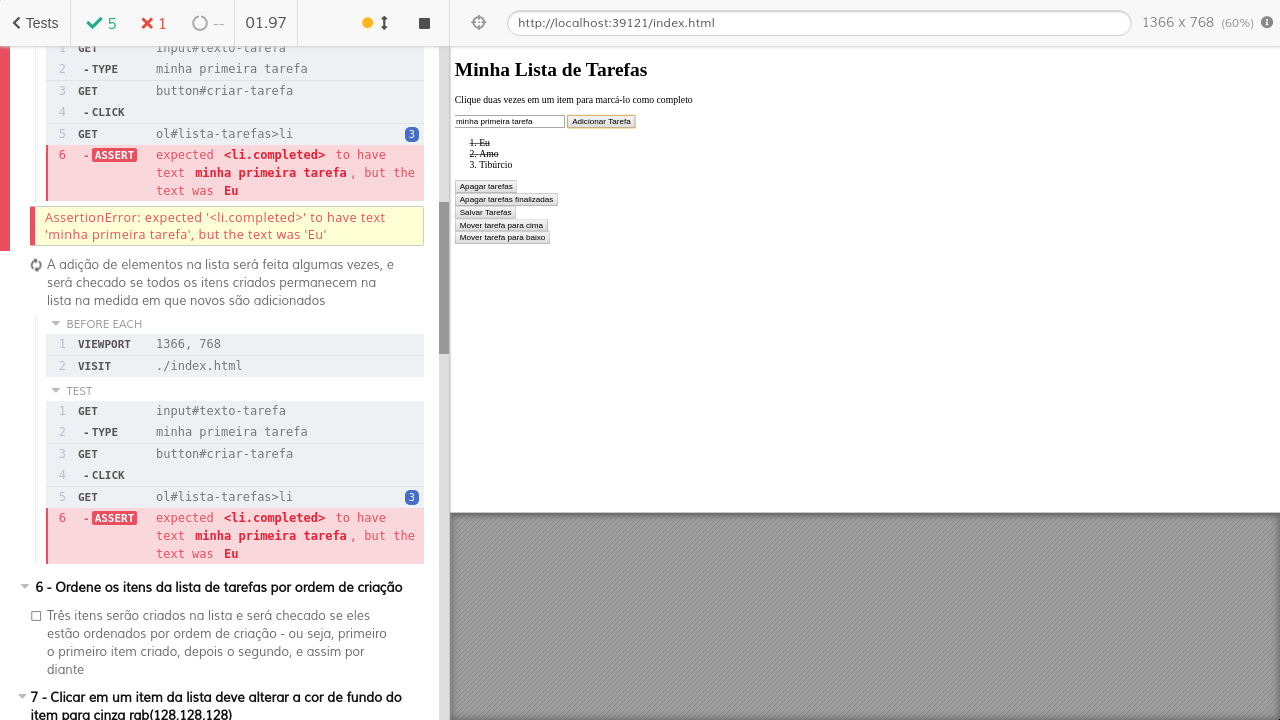 Tests
5
1
--
01.97
http://localhost:39121/index.html
1366 x 768 (60%)
1 GET input#texto-tarefa
2 -TYPE minha primeira tarefa
3 GET button#criar-tarefa
4 -CLICK
5 GET ol#lista-tarefas>li 3
6 -ASSERT expected <li.completed> to have
text minha primeira tarefa, but the
text was Eu
AssertionError: expected '<li.completed>' to have text
'minha primeira tarefa', but the text was 'Eu'
A adição de elementos na lista será feita algumas vezes, e
será checado se todos os itens criados permanecem na
lista na medida em que novos são adicionados
BEFORE EACH
1 VIEWPORT 1366, 768
2 VISIT ./index.html
TEST
1 GET input#texto-tarefa
2 -TYPE minha primeira tarefa
3 GET button#criar-tarefa
4 -CLICK
5 GET ol#lista-tarefas>li 3
6 -ASSERT expected <li.completed> to have
text minha primeira tarefa, but the
text was Eu
6 - Ordene os itens da lista de tarefas por ordem de criação
Três itens serão criados na lista e será checado se eles
estão ordenados por ordem de criação - ou seja, primeiro
o primeiro item criado, depois o segundo, e assim por
diante
7 - Clicar em um item da lista deve alterar a cor de fundo do
item para cinza rgb(128,128,128)
Minha Lista de Tarefas
Clique duas vezes em um item para marcá-lo como completo
minha primeira tarefa Adicionar Tarefa
1. Eu
2. Amo
3. Tibúrcio
Apagar tarefas
Apagar tarefas finalizadas
Salvar Tarefas
Mover tarefa para cima
Mover tarefa para baixo